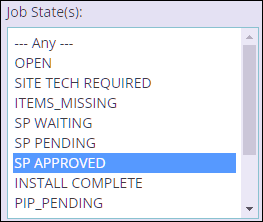 Job State(s):
--- Any ---
OPEN
SITE TECH REQUIRED
ITEMS_MISSING
SP WAITING
SP PENDING
SP APPROVED
INSTALL COMPLETE
PIP_PENDING